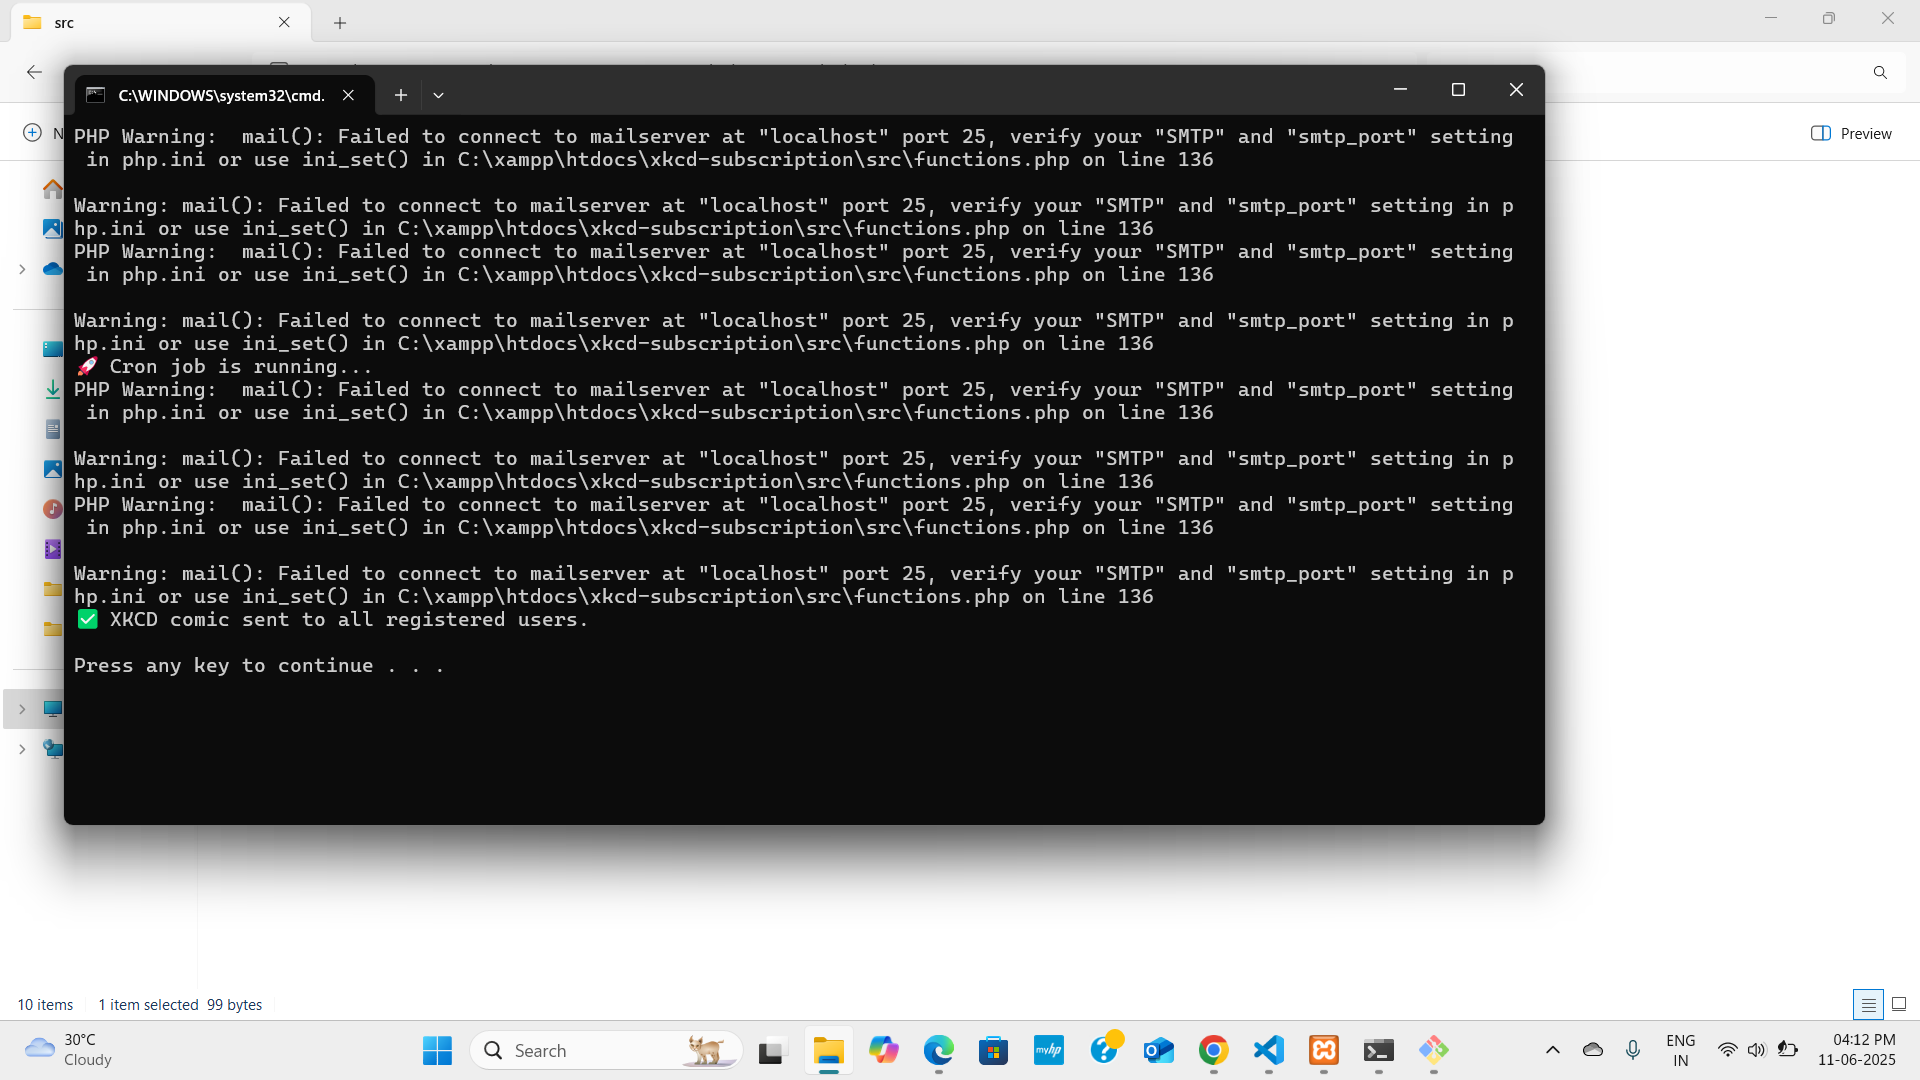 src
C:\WINDOWS\system32\cmd.
N
Preview
PHP Warning:  mail(): Failed to connect to mailserver at "localhost" port 25, verify your "SMTP" and "smtp_port" setting
in php.ini or use ini_set() in C:\xampp\htdocs\xkcd-subscription\src\functions.php on line 136
Warning: mail(): Failed to connect to mailserver at "localhost" port 25, verify your "SMTP" and "smtp_port" setting in p
hp.ini or use ini_set() in C:\xampp\htdocs\xkcd-subscription\src\functions.php on line 136
PHP Warning:  mail(): Failed to connect to mailserver at "localhost" port 25, verify your "SMTP" and "smtp_port" setting
in php.ini or use ini_set() in C:\xampp\htdocs\xkcd-subscription\src\functions.php on line 136
Warning: mail(): Failed to connect to mailserver at "localhost" port 25, verify your "SMTP" and "smtp_port" setting in p
hp.ini or use ini_set() in C:\xampp\htdocs\xkcd-subscription\src\functions.php on line 136
🚀 Cron job is running...
PHP Warning:  mail(): Failed to connect to mailserver at "localhost" port 25, verify your "SMTP" and "smtp_port" setting
in php.ini or use ini_set() in C:\xampp\htdocs\xkcd-subscription\src\functions.php on line 136
Warning: mail(): Failed to connect to mailserver at "localhost" port 25, verify your "SMTP" and "smtp_port" setting in p
hp.ini or use ini_set() in C:\xampp\htdocs\xkcd-subscription\src\functions.php on line 136
PHP Warning:  mail(): Failed to connect to mailserver at "localhost" port 25, verify your "SMTP" and "smtp_port" setting
in php.ini or use ini_set() in C:\xampp\htdocs\xkcd-subscription\src\functions.php on line 136
Warning: mail(): Failed to connect to mailserver at "localhost" port 25, verify your "SMTP" and "smtp_port" setting in p
hp.ini or use ini_set() in C:\xampp\htdocs\xkcd-subscription\src\functions.php on line 136
✅ XKCD comic sent to all registered users.
Press any key to continue . . .
10 items 1 item selected 99 bytes
30°C
Cloudy
Search
myhp
ENG
IN
04:12 PM
11-06-2025